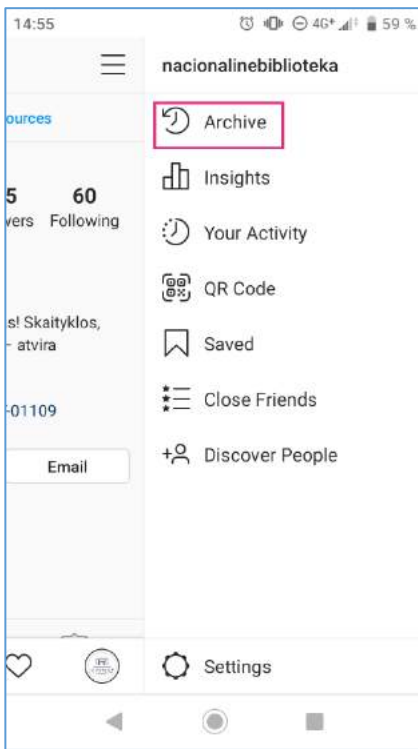 14:55
4G+
59 %
nacionalinebiblioteka
ources
Archive
Insights
5
60
Following
Your Activity
QR Code
s! Skaityklos,
- atvira
Saved
-01109
Close Friends
Email
Discover People
Settings